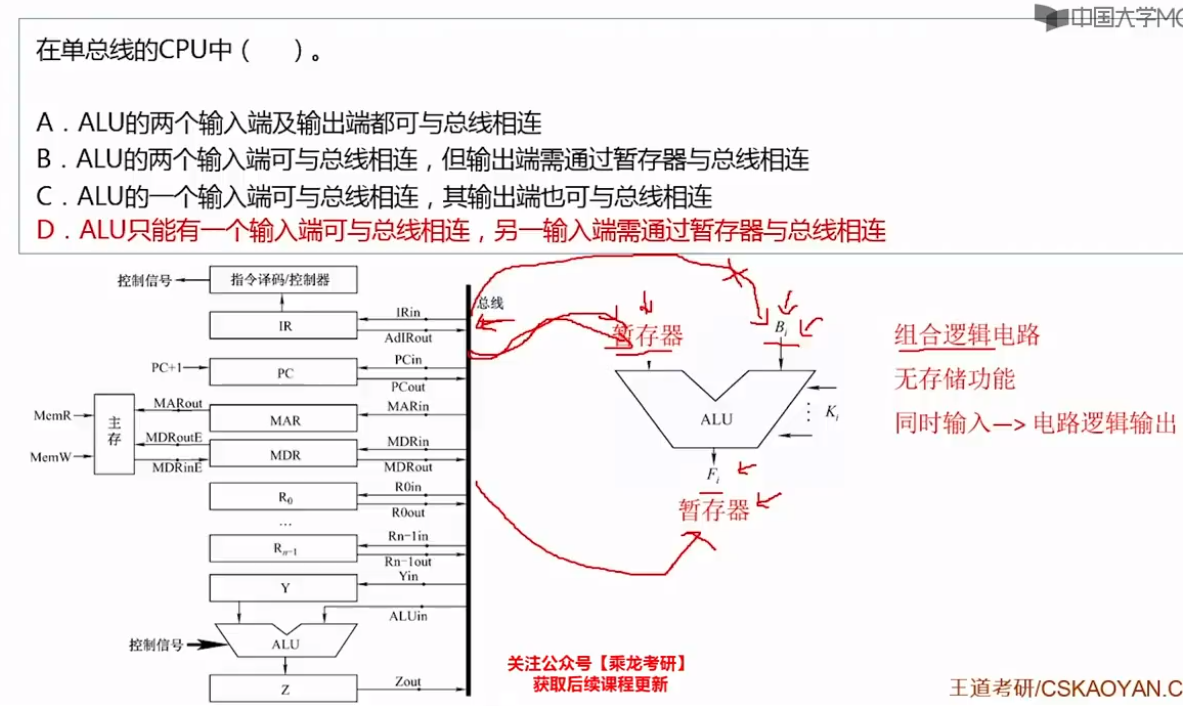 中国大学MO
在单总线的CPU中（ ）。
A．ALU的两个输入端及输出端都可与总线相连
B．ALU的两个输入端可与总线相连，但输出端需通过暂存器与总线相连
C．ALU的一个输入端可与总线相连，其输出端也可与总线相连
D．ALU只能有一个输入端可与总线相连，另一输入端需通过暂存器与总线相连
控制信号
指令译码/控制器
总线
IR
IRin
AdIRout
PC+1
PC
PCin
PCout
MemR
MemW
主存
MARout
MAR
MARin
MDRoutE
MDRinE
MDR
MDRin
MDRout
R0
R0in
R0out
…
Rn-1
Rn-1in
Rn-1out
Y
Yin
ALUin
控制信号
ALU
Z
Zout
暂存器
Bi
ALU
Ki
Fi
暂存器
组合逻辑电路
无存储功能
同时输入—> 电路逻辑输出
关注公众号【乘龙考研】
获取后续课程更新
王道考研/CSKAOYAN.C